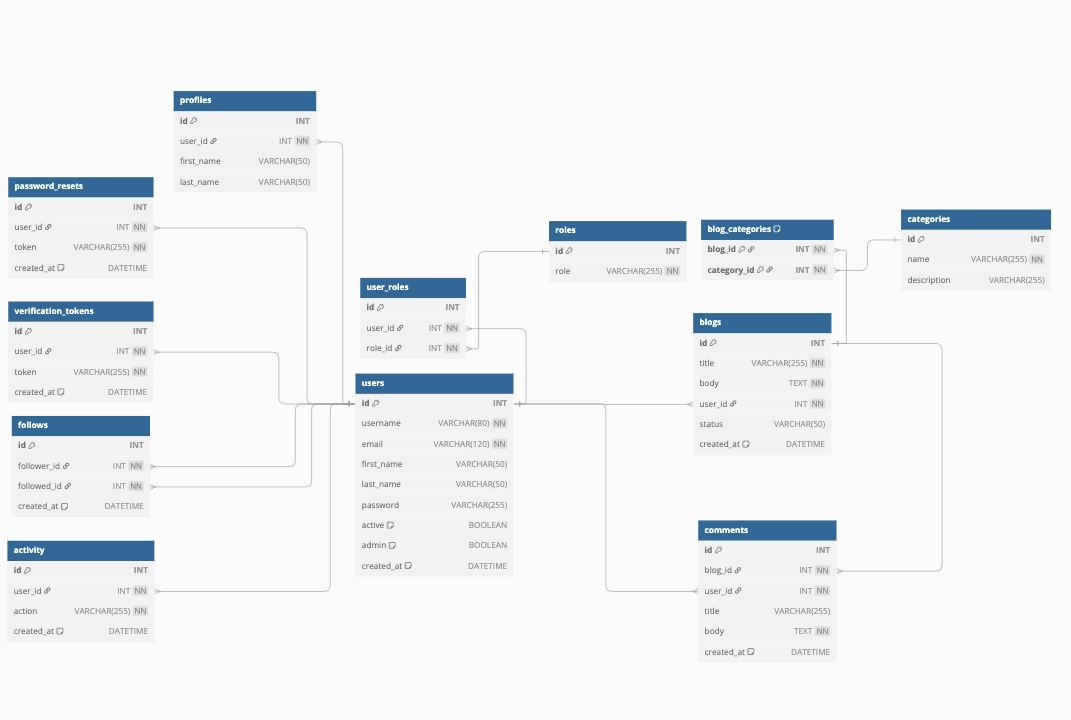 profiles
id INT
user_id INT NN
first_name VARCHAR(50)
last_name VARCHAR(50)
password_resets
id INT
user_id INT NN
token VARCHAR(255) NN
created_at DATETIME
verification_tokens
id INT
user_id INT NN
token VARCHAR(255) NN
created_at DATETIME
follows
id INT
follower_id INT NN
followed_id INT NN
created_at DATETIME
activity
id INT
user_id INT NN
action VARCHAR(255) NN
created_at DATETIME
user_roles
id INT
user_id INT NN
role_id INT NN
users
id INT
username VARCHAR(80) NN
email VARCHAR(120) NN
first_name VARCHAR(50)
last_name VARCHAR(50)
password VARCHAR(255)
active BOOLEAN
admin BOOLEAN
created_at DATETIME
roles
id INT
role VARCHAR(255) NN
blog_categories
blog_id INT NN
category_id INT NN
categories
id INT
name VARCHAR(255) NN
description VARCHAR(255)
blogs
id INT
title VARCHAR(255) NN
body TEXT NN
user_id INT NN
status VARCHAR(50)
created_at DATETIME
comments
id INT
blog_id INT NN
user_id INT NN
title VARCHAR(255)
body TEXT NN
created_at DATETIME